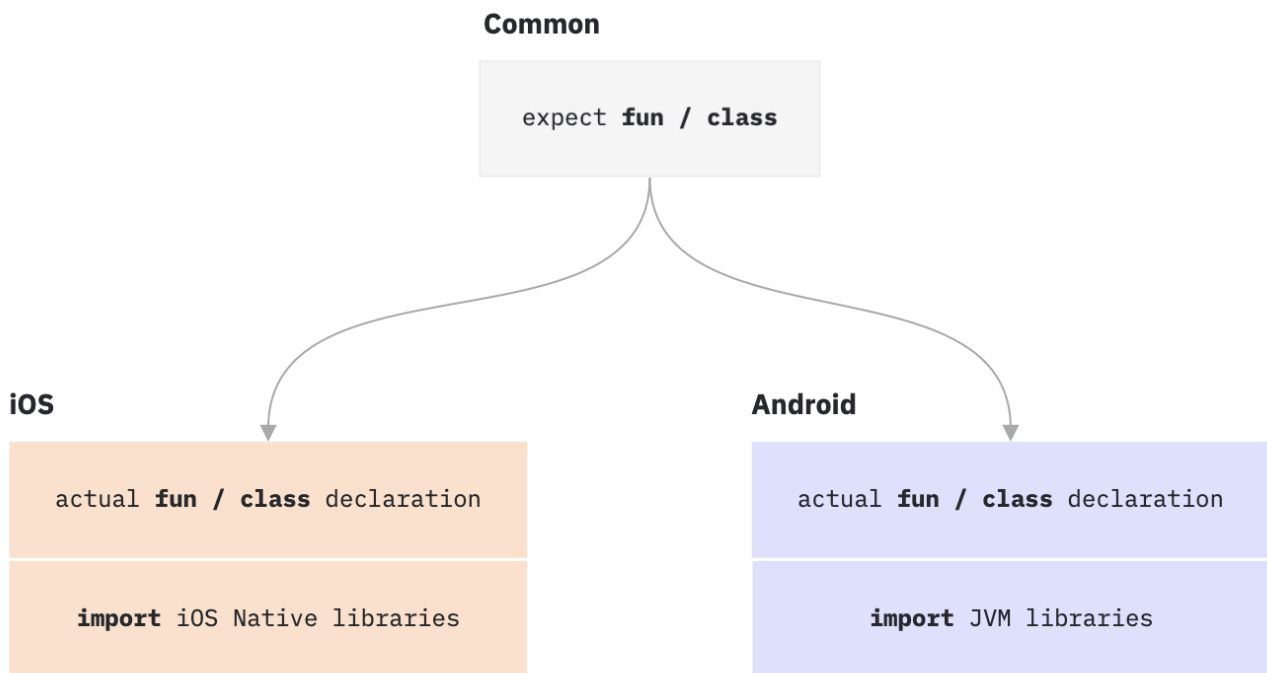 Common
expect fun / class
iOS
Android
actual fun / class declaration
actual fun / class declaration
import iOS Native libraries
import JVM libraries